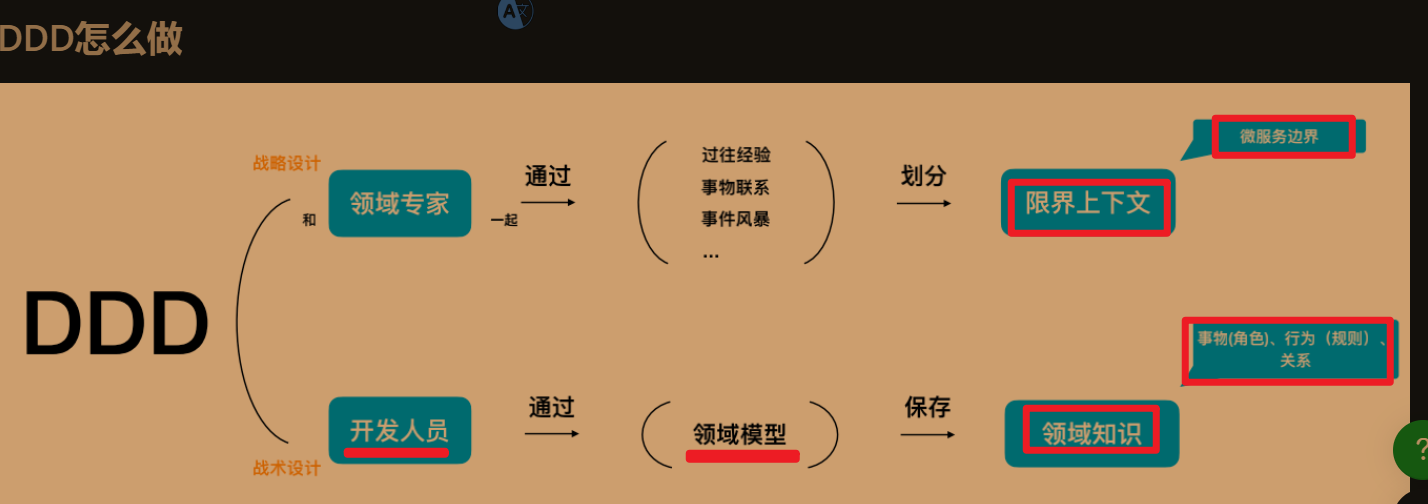 DDD怎么做
A文
微服务边界
战略设计
和
领域专家
一起
通过
过往经验
事物联系
事件风暴
...
划分
限界上下文
DDD
事物(角色)、行为（规则）、
关系
开发人员
战术设计
通过
领域模型
保存
领域知识
?